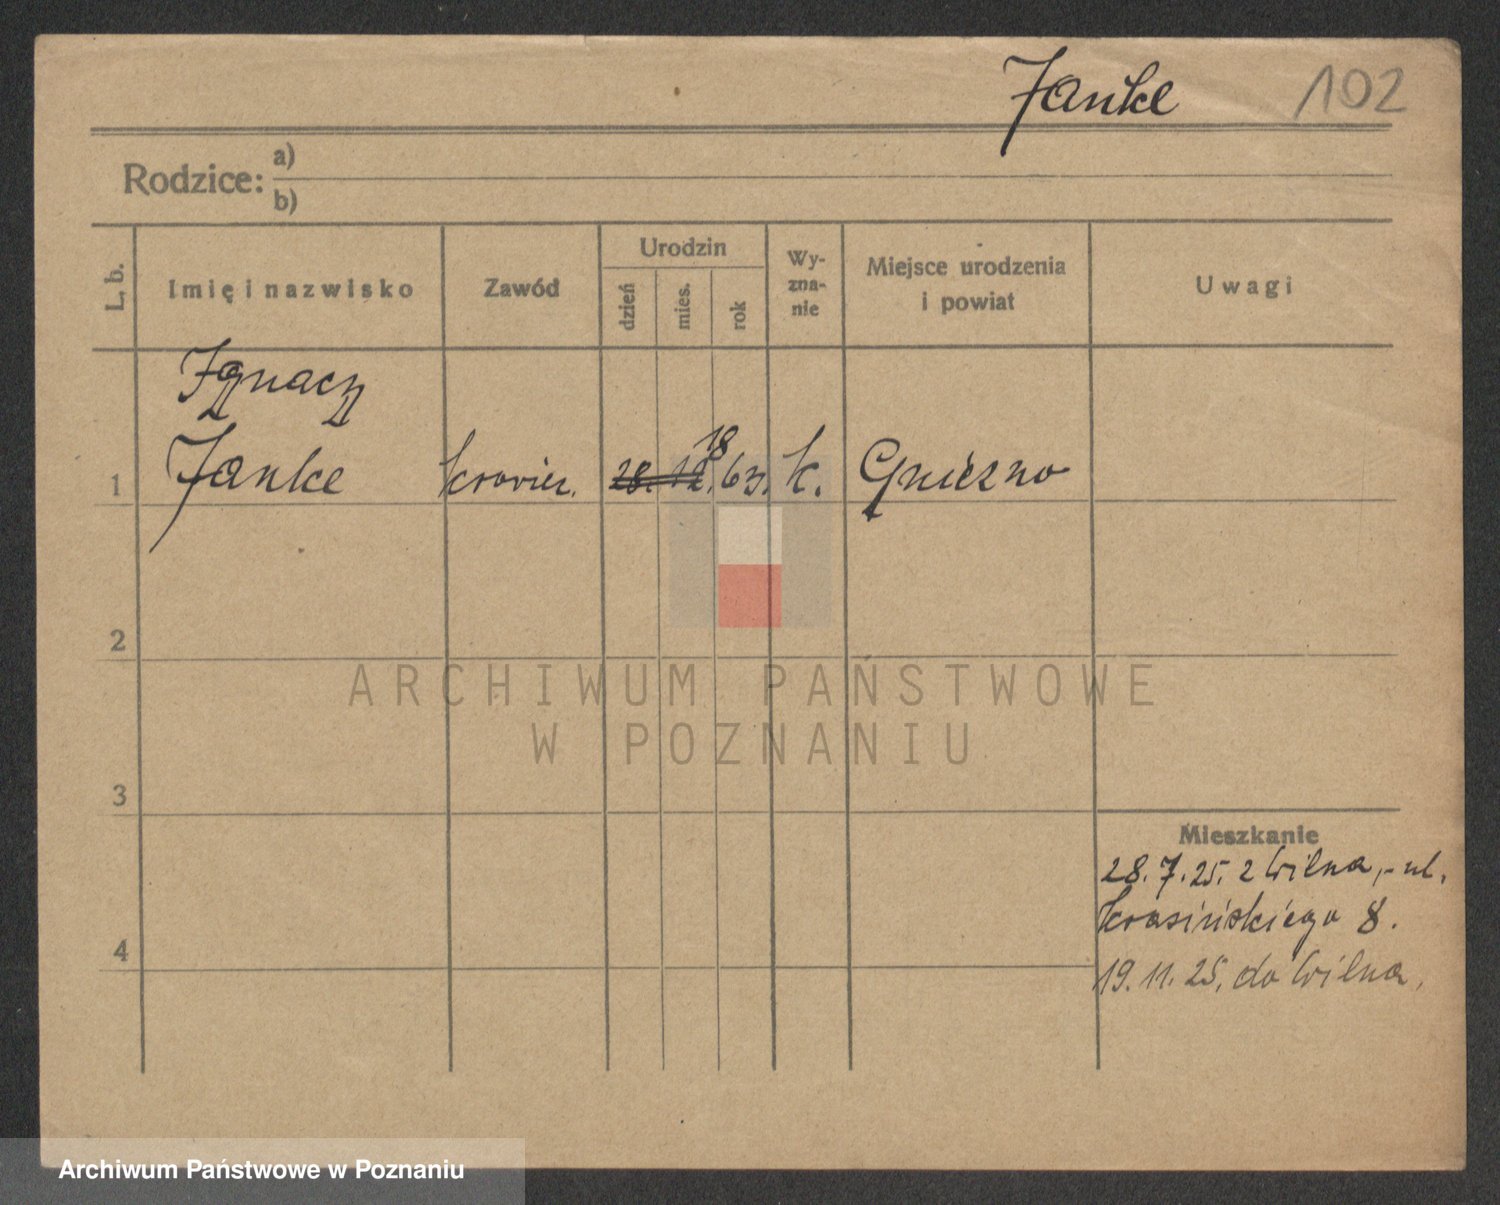 Janke 102
Rodzice: a)
b)
L. b. Imię i nazwisko Zawód Urodzin dzień mies. rok Wy-
zna-
nie Miejsce urodzenia
i powiat Uwagi
Ignacy
1 Janke krawiec. 28. 12. 18 63. k. Gniezno
2
3
4
Mieszkanie
28.7.25. z Wilna,- ul.
Krasińskiego 8.
19.11.25. do Wilna.
ARCHIWUM PAŃSTWOWE
W POZNANIU
Archiwum Państwowe w Poznaniu